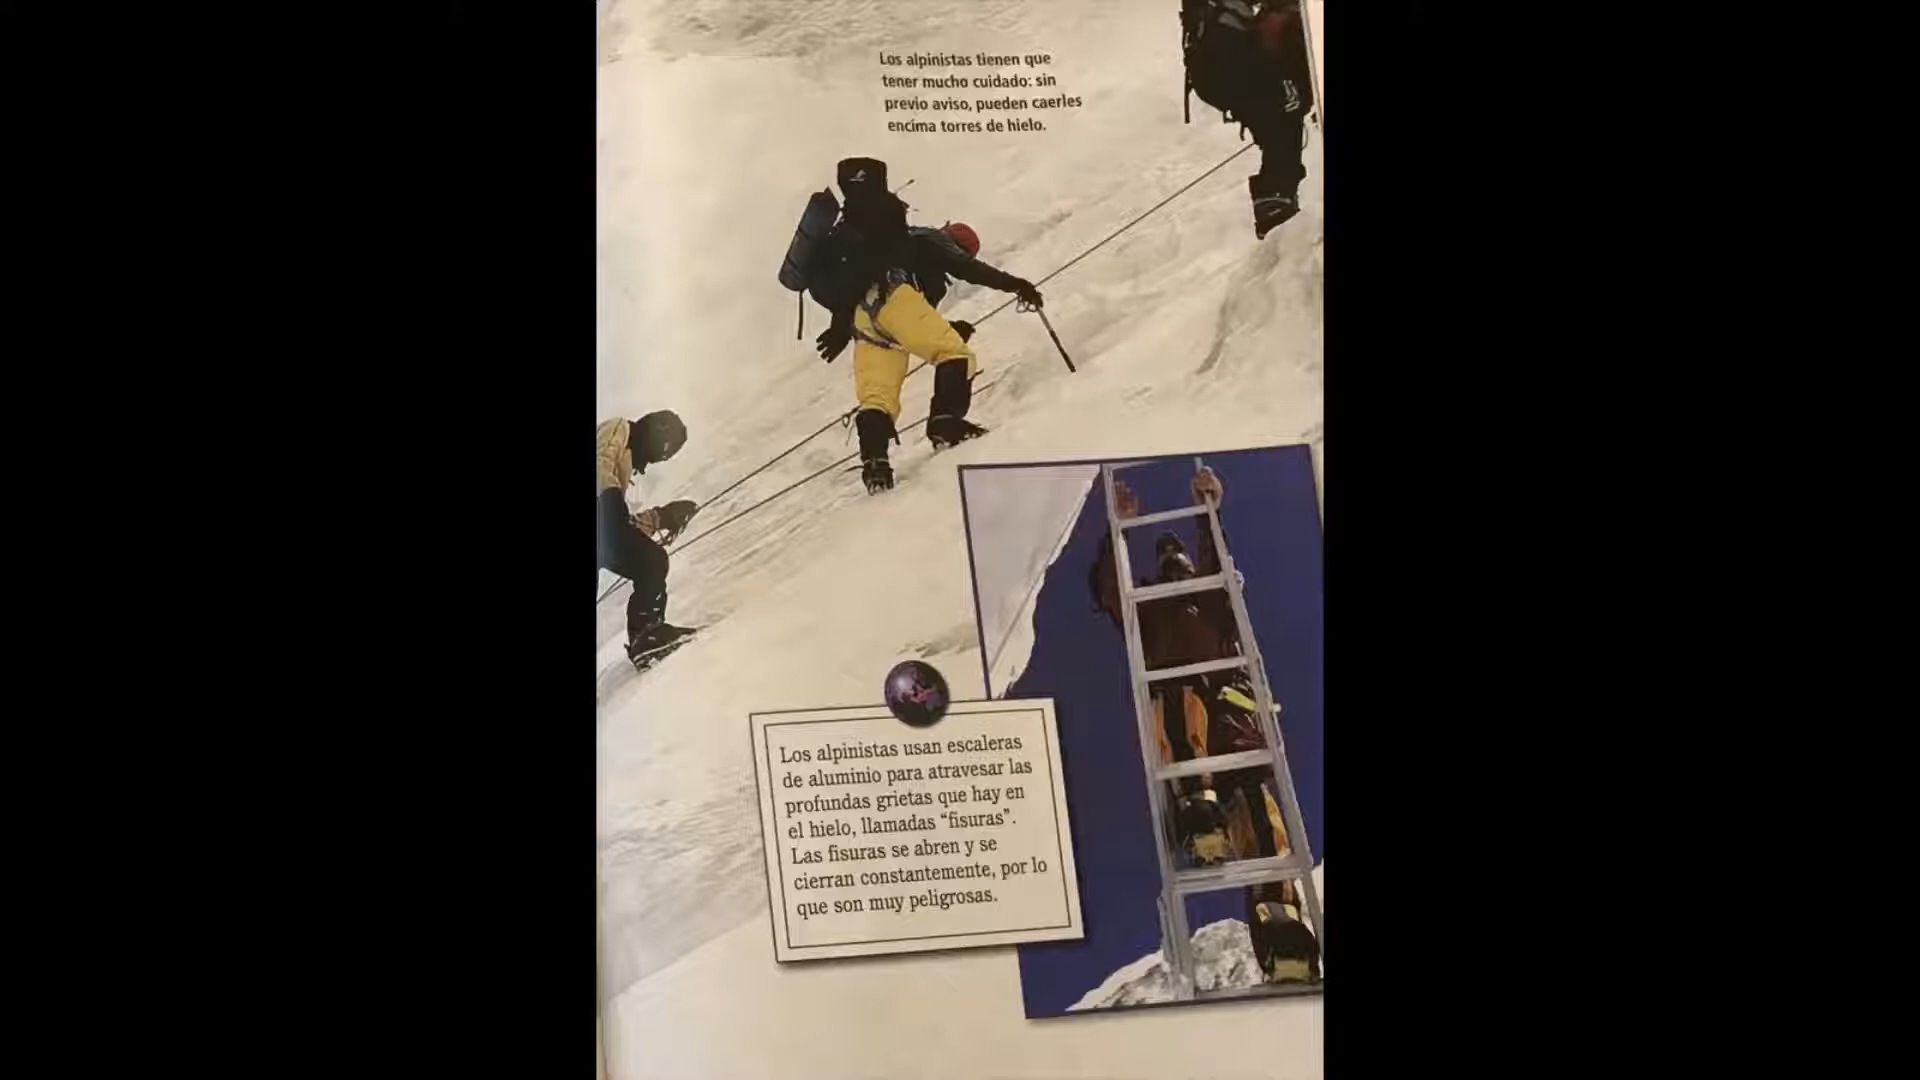 Los alpinistas tienen que
tener mucho cuidado: sin
previo aviso, pueden caerles
encima torres de hielo.
Los alpinistas usan escaleras
de aluminio para atravesar las
profundas grietas que hay en
el hielo, llamadas “fisuras”.
Las fisuras se abren y se
cierran constantemente, por lo
que son muy peligrosas.